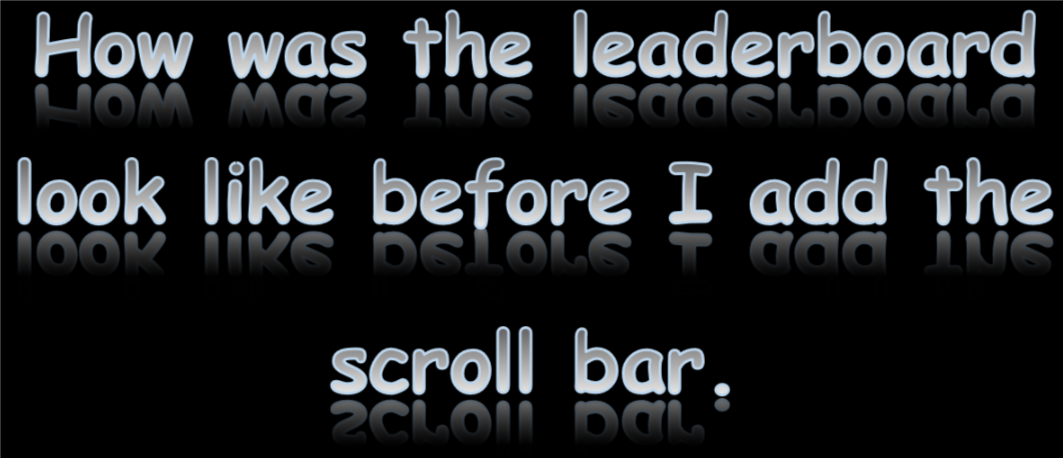 How was the leaderboard
look like before I add the
scroll bar.